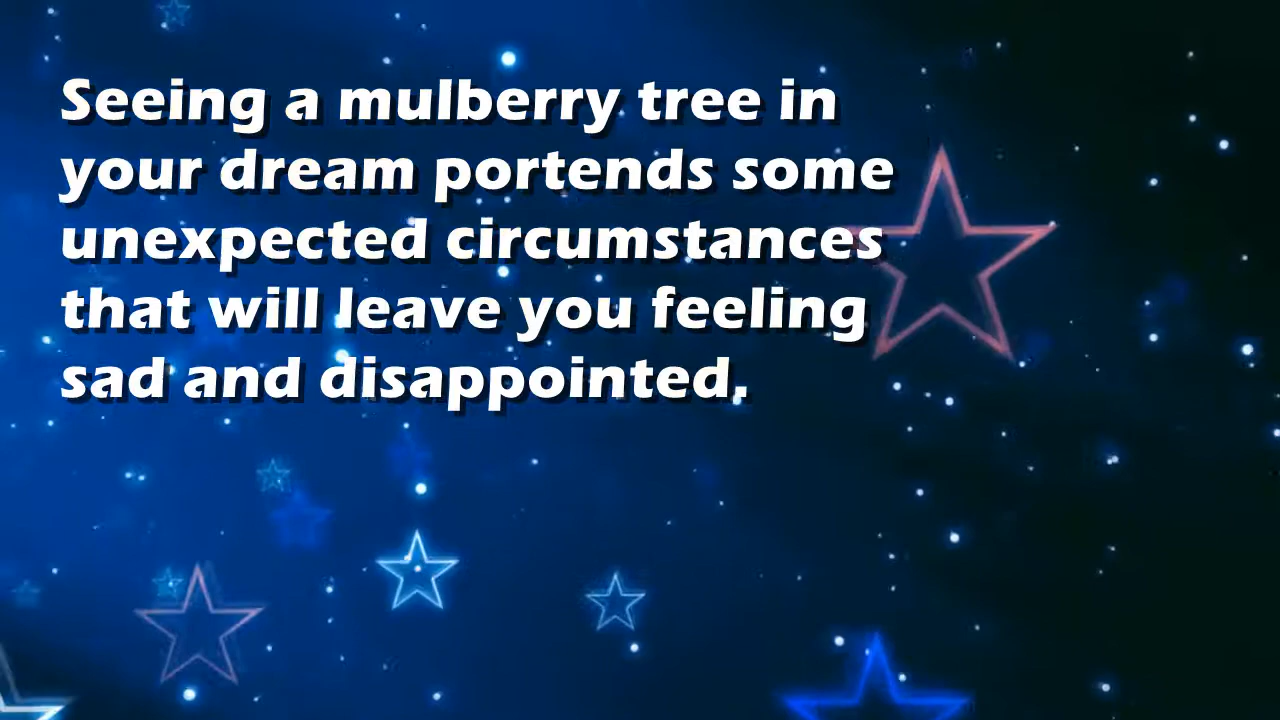 Seeing a mulberry tree in
your dream portends some
unexpected circumstances
that will leave you feeling
sad and disappointed.